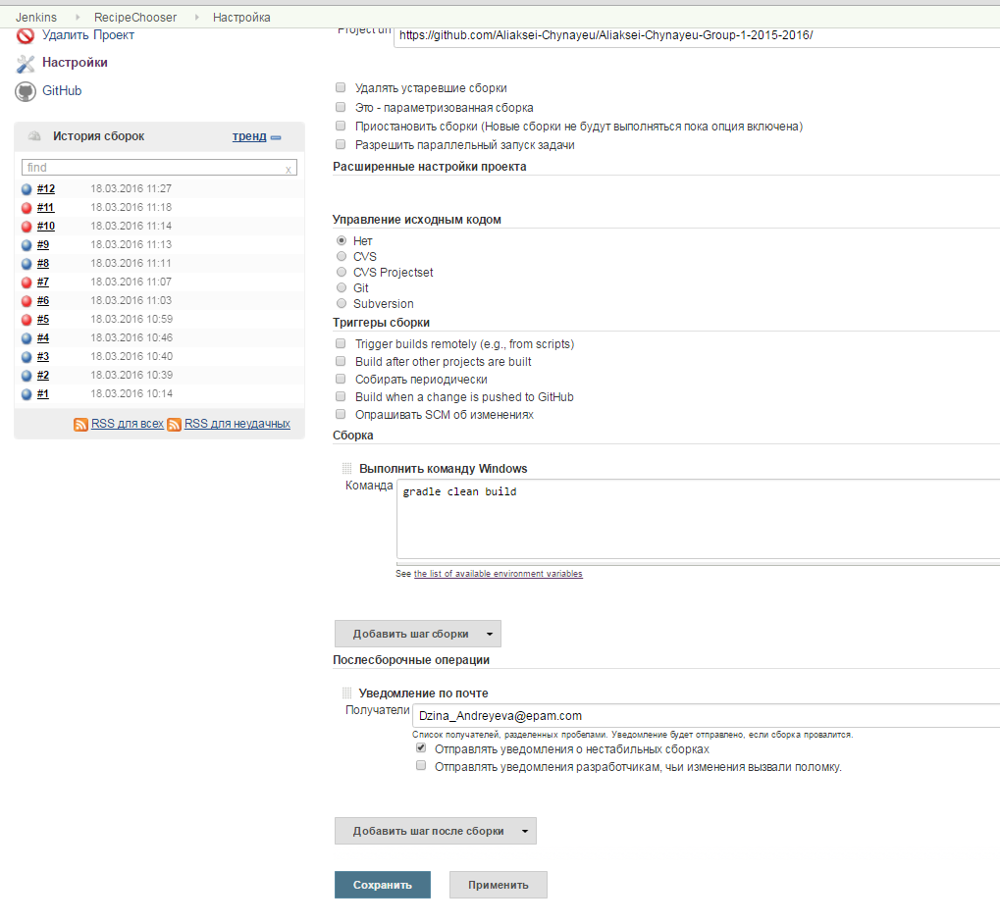 Jenkins RecipeChooser Настройка
Удалить Проект
Настройки
GitHub
История сборок тренд
find x
#12 18.03.2016 11:27
#11 18.03.2016 11:18
#10 18.03.2016 11:14
#9 18.03.2016 11:13
#8 18.03.2016 11:11
#7 18.03.2016 11:07
#6 18.03.2016 11:03
#5 18.03.2016 10:59
#4 18.03.2016 10:46
#3 18.03.2016 10:40
#2 18.03.2016 10:39
#1 18.03.2016 10:14
RSS для всех RSS для неудачных
Project url https://github.com/Aliaksei-Chynayeu/Aliaksei-Chynayeu-Group-1-2015-2016/
Удалять устаревшие сборки
Это - параметризованная сборка
Приостановить сборки (Новые сборки не будут выполняться пока опция включена)
Разрешить параллельный запуск задачи
Расширенные настройки проекта
Управление исходным кодом
Нет
CVS
CVS Projectset
Git
Subversion
Триггеры сборки
Trigger builds remotely (e.g., from scripts)
Build after other projects are built
Собирать периодически
Build when a change is pushed to GitHub
Опрашивать SCM об изменениях
Сборка
Выполнить команду Windows
Команда gradle clean build
See the list of available environment variables
Добавить шаг сборки
Послесборочные операции
Уведомление по почте
Получатели Dzina_Andreyeva@epam.com
Список получателей, разделенных пробелами. Уведомление будет отправлено, если сборка провалится.
Отправлять уведомления о нестабильных сборках
Отправлять уведомления разработчикам, чьи изменения вызвали поломку.
Добавить шаг после сборки
Сохранить Применить